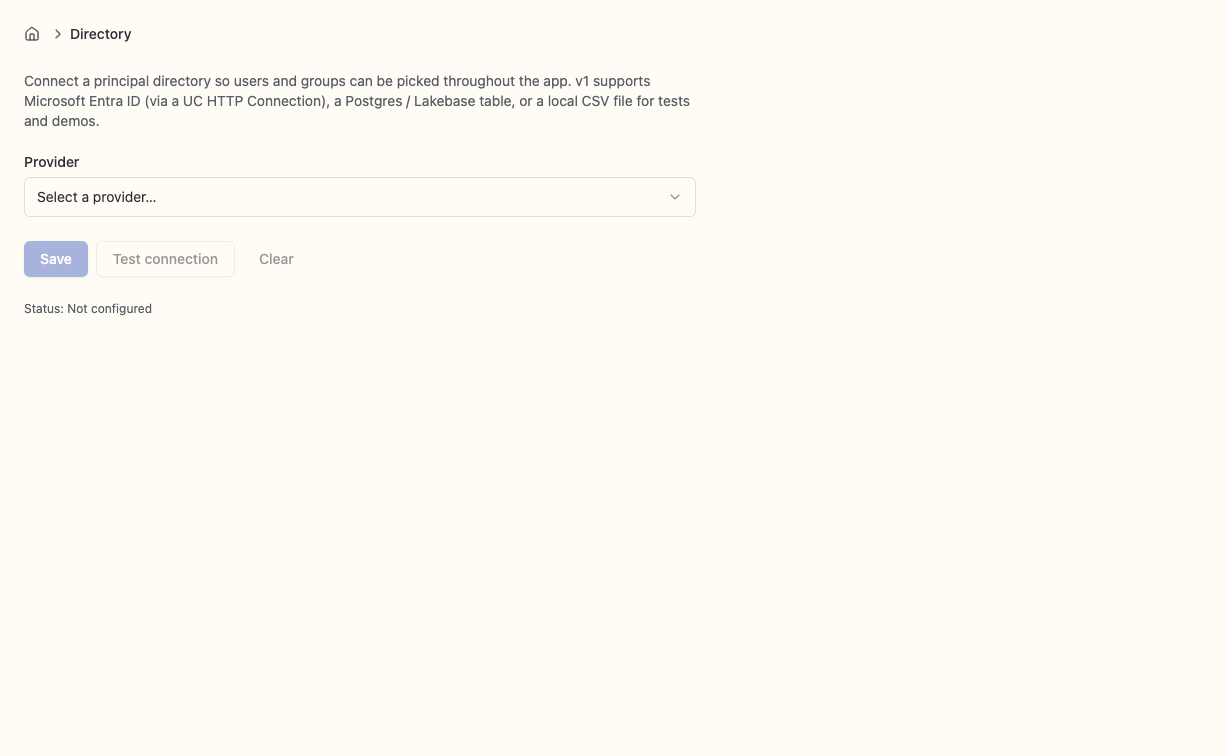 Directory
Connect a principal directory so users and groups can be picked throughout the app. v1 supports
Microsoft Entra ID (via a UC HTTP Connection), a Postgres / Lakebase table, or a local CSV file for tests
and demos.
Provider
Select a provider...
Save Test connection Clear
Status: Not configured